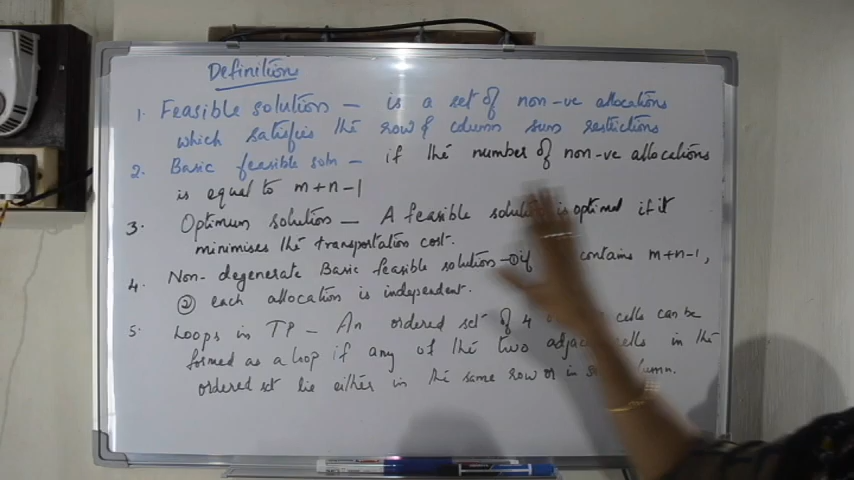 Definition
1. Feasible solution – is a set of non-ve allocations
which satisfies the row & column sum restrictions
2. Basic feasible soln – if the number of non-ve allocations
is equal to m+n-1
3. Optimum solution – A feasible solution is optimal if it
minimises the transportation cost.
4. Non-degenerate Basic feasible solution – ① if contains m+n-1,
② each allocation is independent.
5. Loops in TP – An ordered set of 4 cells can be
formed as a loop if any of the two cells in the
ordered set lie either in the same row or in